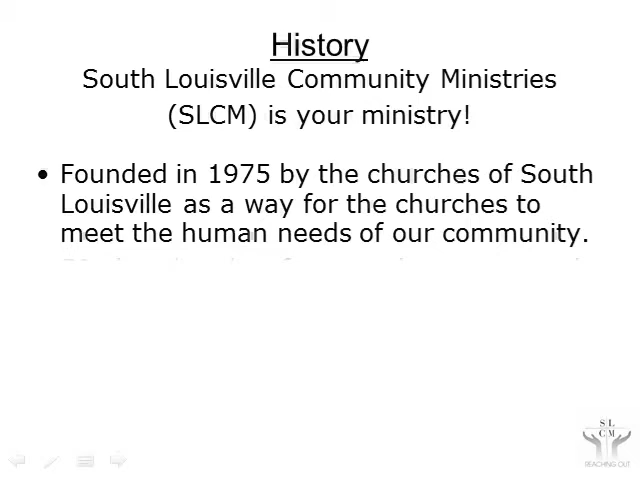 History
South Louisville Community Ministries
(SLCM) is your ministry!
• Founded in 1975 by the churches of South
Louisville as a way for the churches to
meet the human needs of our community.
S L
C M
REACHING OUT